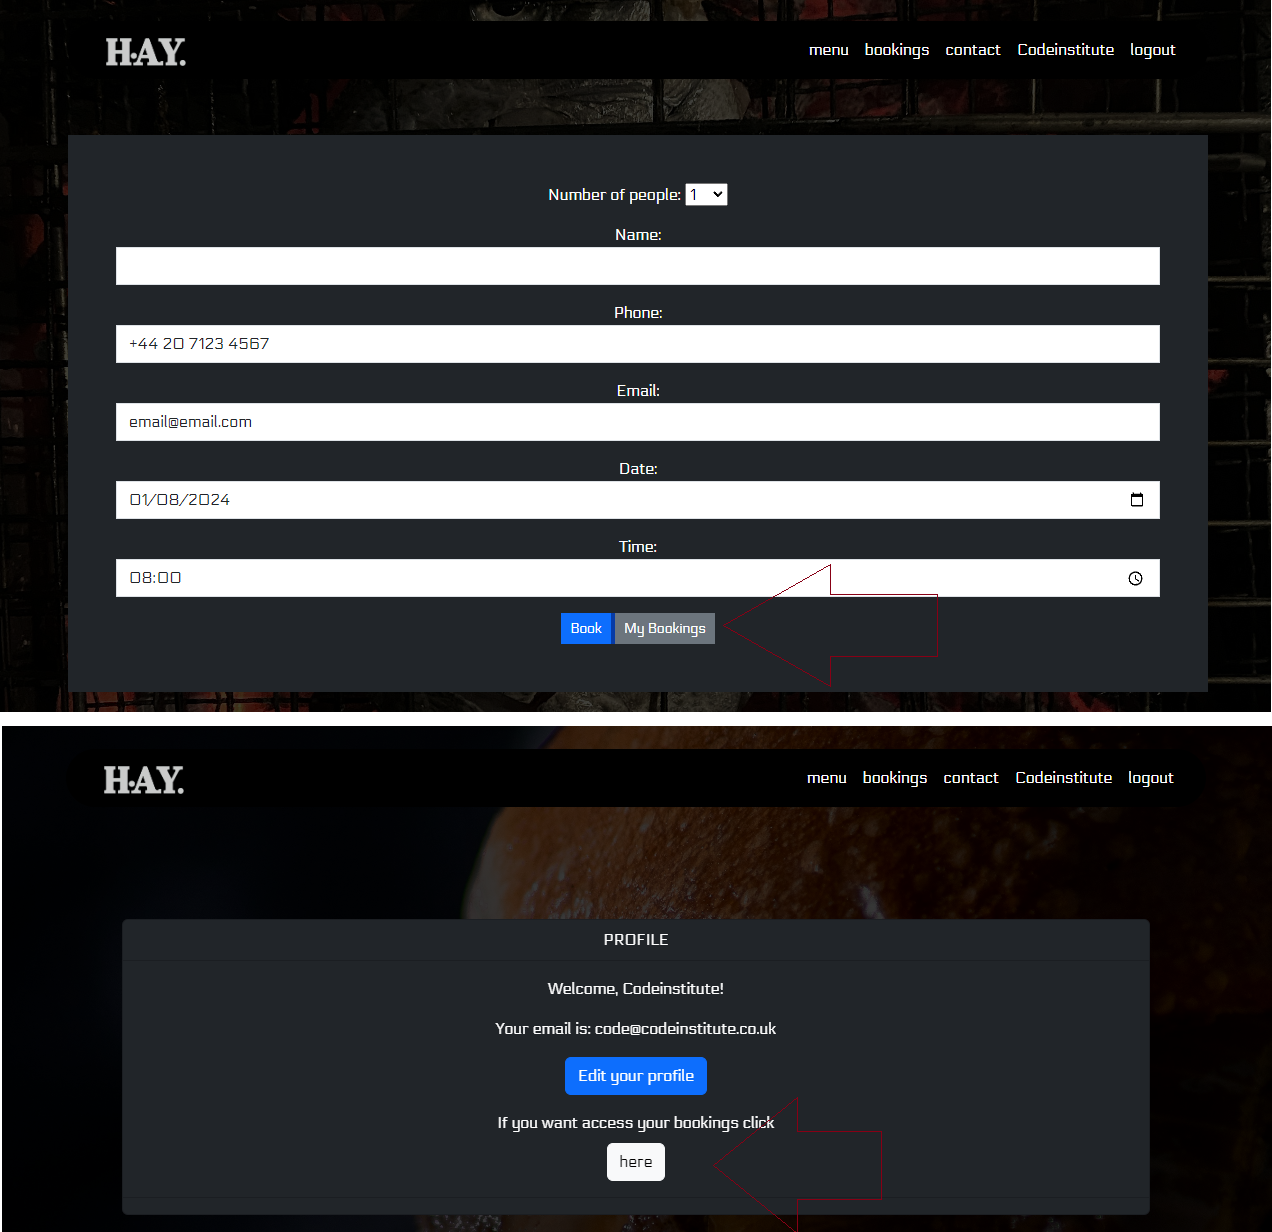 H·AY.
menu bookings contact Codeinstitute logout
Number of people: 1
Name:
Phone:
+44 20 7123 4567
Email:
email@email.com
Date:
01/08/2024
Time:
08:00
Book My Bookings
H·AY.
menu bookings contact Codeinstitute logout
PROFILE
Welcome, Codeinstitute!
Your email is: code@codeinstitute.co.uk
Edit your profile
If you want access your bookings click
here